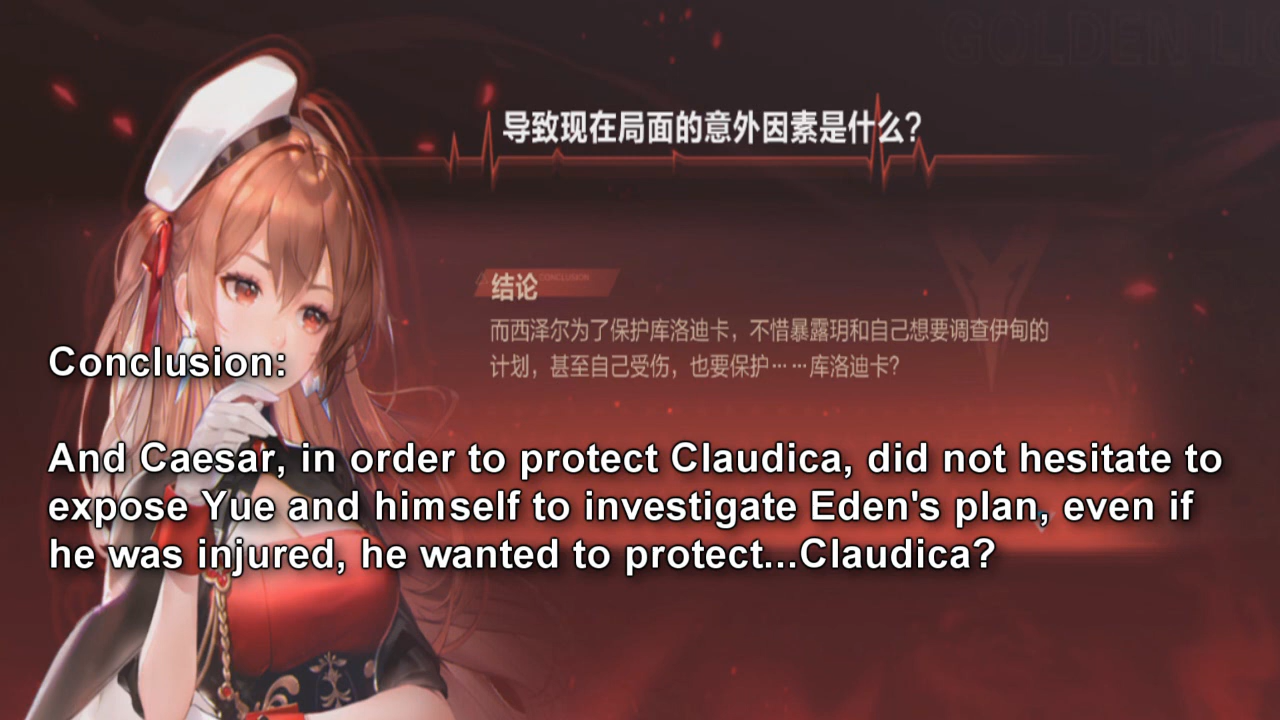 GOLDEN LIG
导致现在局面的意外因素是什么？
结论 CONCLUSION
而西泽尔为了保护库洛迪卡，不惜暴露玥和自己想要调查伊甸的
计划，甚至自己受伤，也要保护……库洛迪卡？
Conclusion:
And Caesar, in order to protect Claudica, did not hesitate to
expose Yue and himself to investigate Eden's plan, even if
he was injured, he wanted to protect...Claudica?